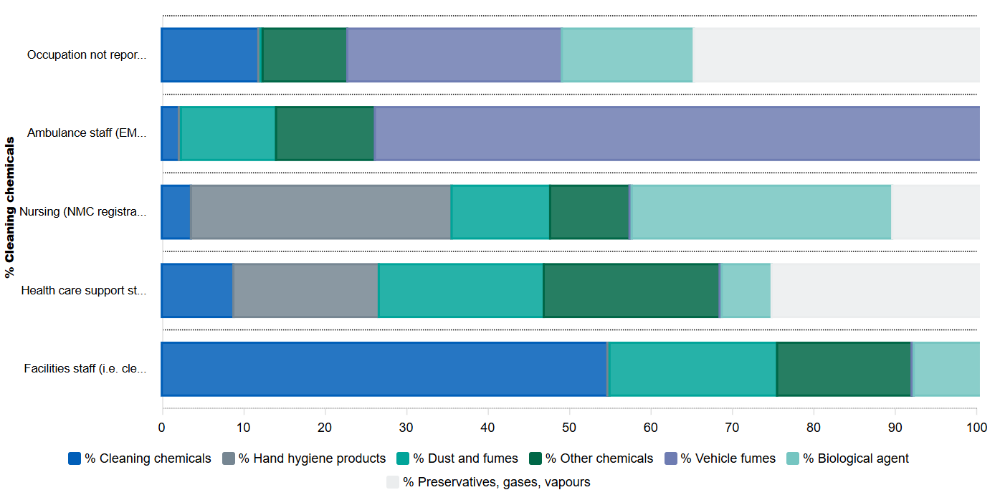 % Cleaning chemicals
Occupation not repor...
Ambulance staff (EM...
Nursing (NMC registra...
Health care support st...
Facilities staff (i.e. cle...
0 10 20 30 40 50 60 70 80 90 100
% Cleaning chemicals % Hand hygiene products % Dust and fumes % Other chemicals % Vehicle fumes % Biological agent
% Preservatives, gases, vapours